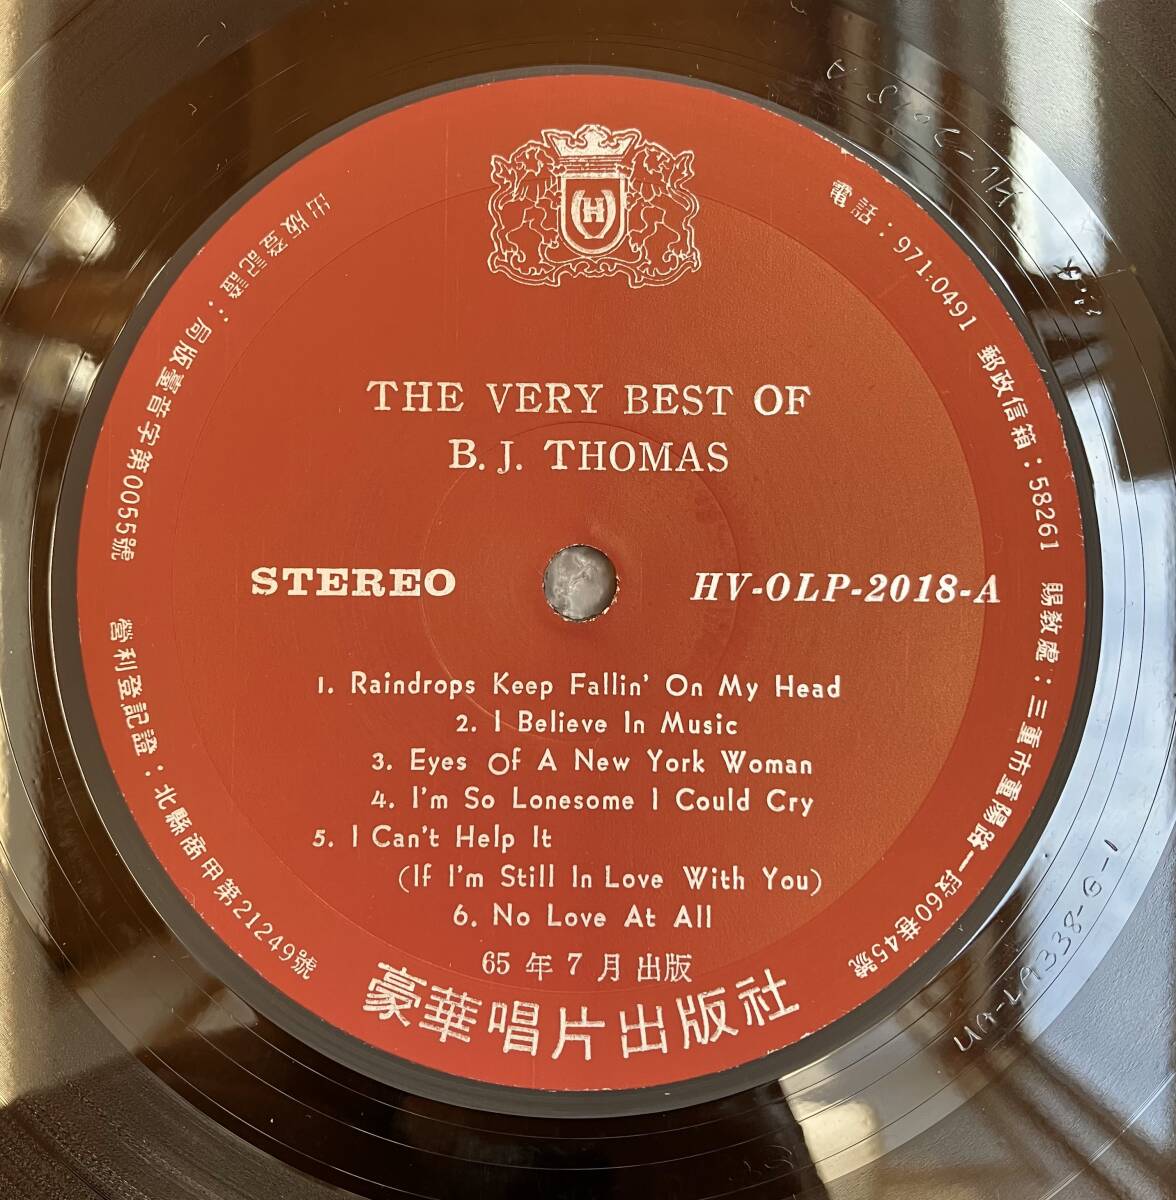 H
THE VERY BEST OF
B. J. THOMAS
STEREO
HV-OLP-2018-A
1. Raindrops Keep Fallin' On My Head
2. I Believe In Music
3. Eyes Of A New York Woman
4. I'm So Lonesome I Could Cry
5. I Can't Help It
(If I'm Still In Love With You)
6. No Love At All
65年7月出版
豪華唱片出版社
出版登記證：局版臺音字第0055號
營利登記證：北縣商甲第21249號
電話：971.0491
郵政信箱：58261
賜教處：三重市重陽路一段60巷45號
UA-LA338-G-1